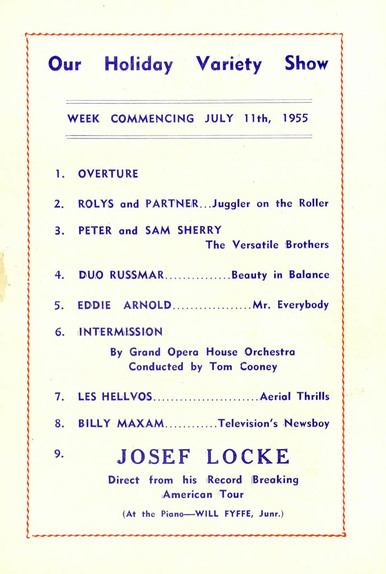 Our Holiday Variety Show
WEEK COMMENCING JULY 11th, 1955
1. OVERTURE
2. ROLYS and PARTNER...Juggler on the Roller
3. PETER and SAM SHERRY
The Versatile Brothers
4. DUO RUSSMAR...............Beauty in Balance
5. EDDIE ARNOLD..................Mr. Everybody
6. INTERMISSION
By Grand Opera House Orchestra
Conducted by Tom Cooney
7. LES HELLVOS........................Aerial Thrills
8. BILLY MAXAM............Television's Newsboy
9. JOSEF LOCKE
Direct from his Record Breaking
American Tour
(At the Piano—WILL FYFFE, Junr.)